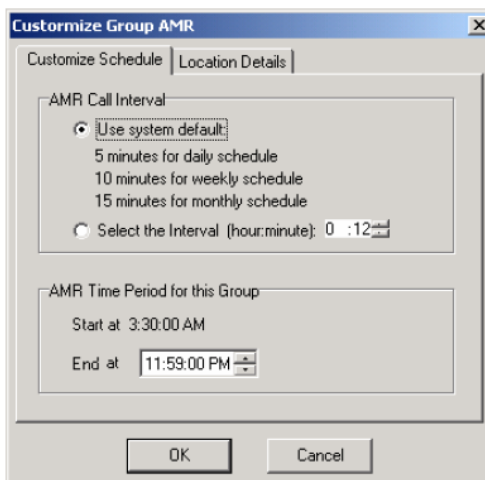 Custormize Group AMR
Customize Schedule Location Details
AMR Call Interval
Use system default:
5 minutes for daily schedule
10 minutes for weekly schedule
15 minutes for monthly schedule
Select the Interval (hour:minute): 0 :12
AMR Time Period for this Group
Start at 3:30:00 AM
End at 11:59:00 PM
OK Cancel